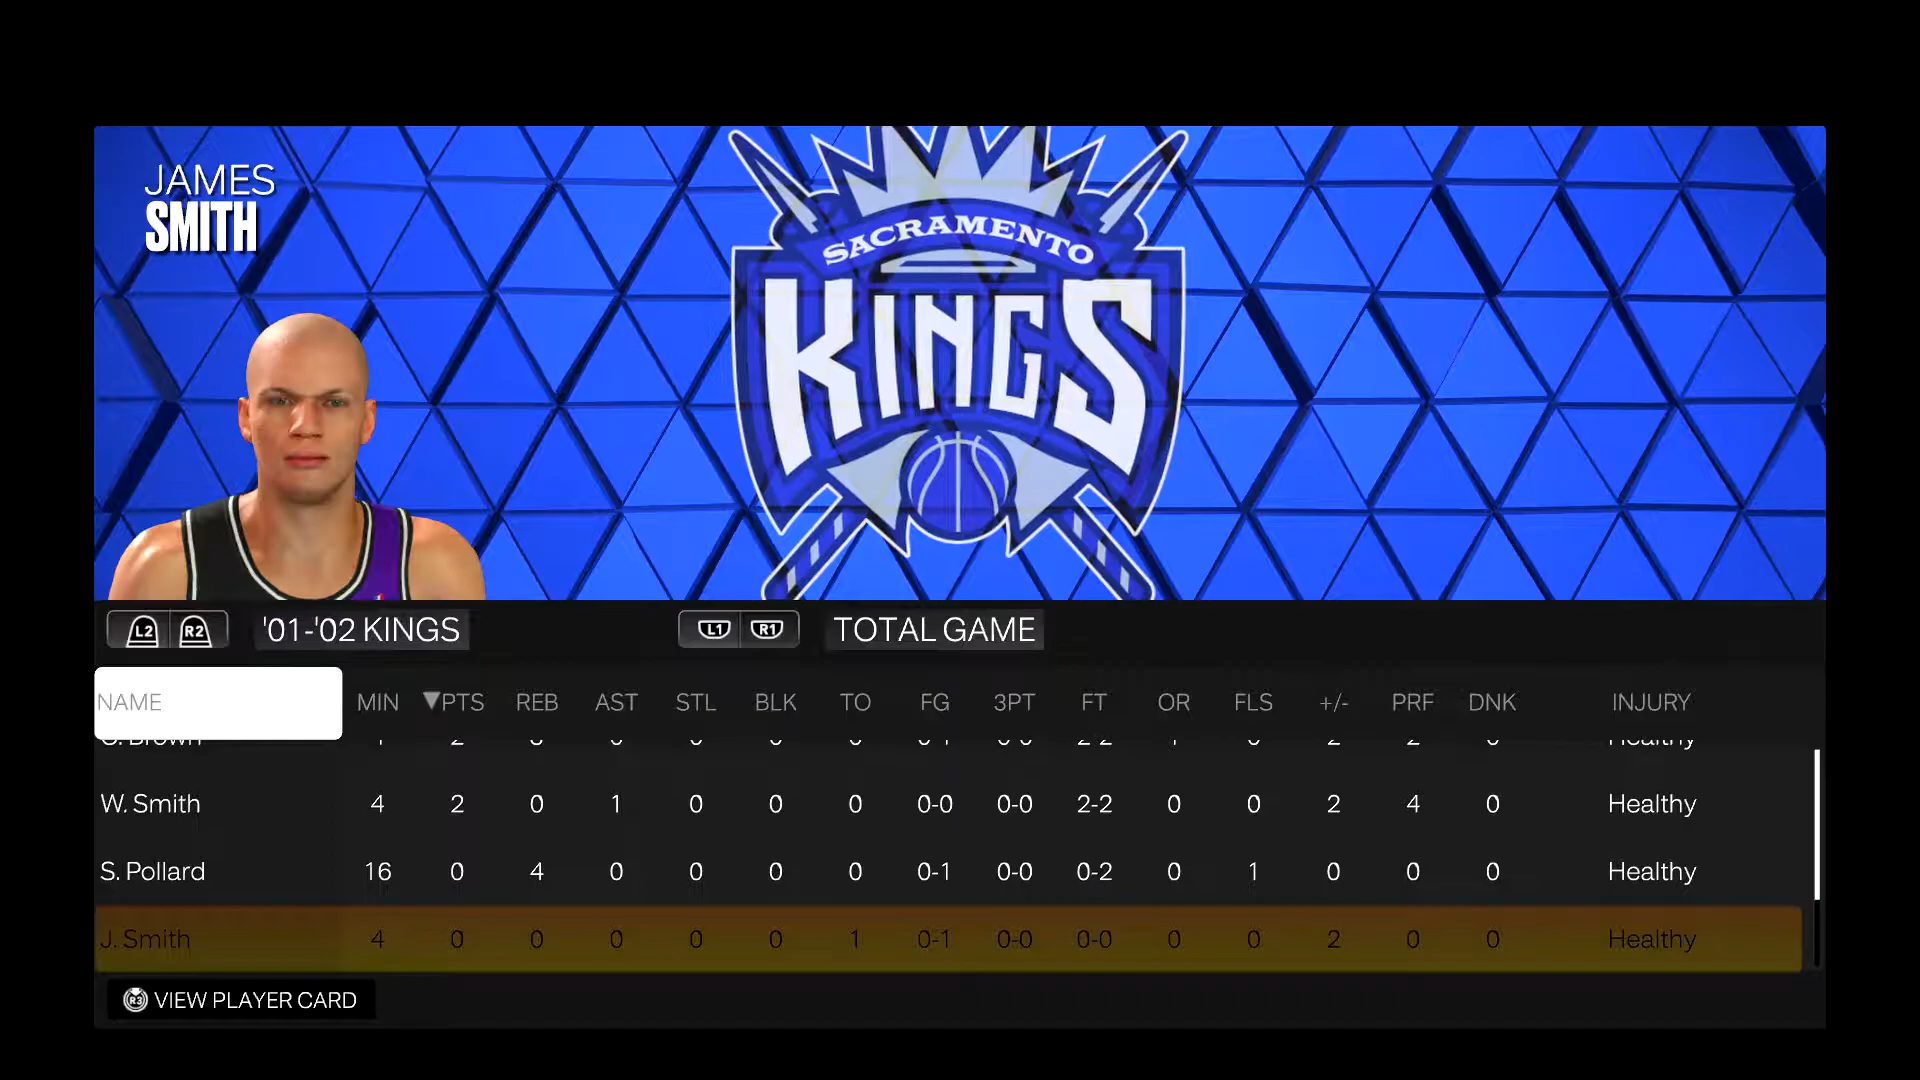 JAMES
SMITH
SACRAMENTO
KINGS
L2 R2 '01-'02 KINGS L1 R1 TOTAL GAME
NAME MIN ▼PTS REB AST STL BLK TO FG 3PT FT OR FLS +/- PRF DNK INJURY
W. Smith 4 2 0 1 0 0 0 0-0 0-0 2-2 0 0 2 4 0 Healthy
S. Pollard 16 0 4 0 0 0 0 0-1 0-0 0-2 0 1 0 0 0 Healthy
J. Smith 4 0 0 0 0 0 1 0-1 0-0 0-0 0 0 2 0 0 Healthy
R3 VIEW PLAYER CARD